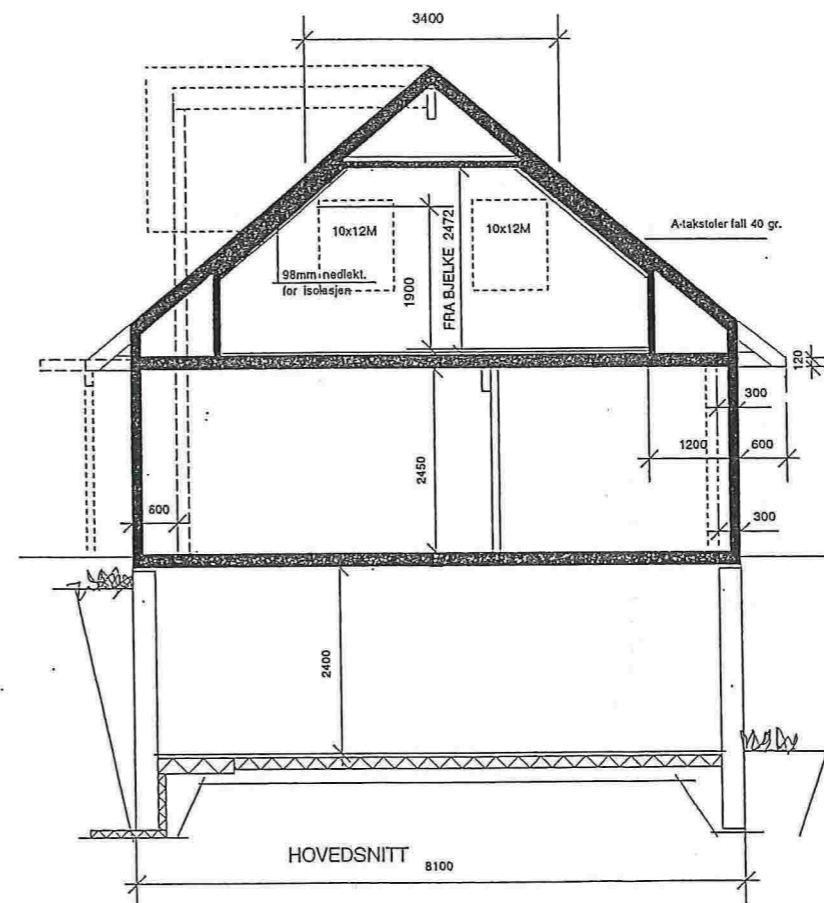 3400
10x12M
10x12M
A-takstoler fall 40 gr.
98mm nedlekt.
for isolasjen
1900
FRA BJELKE 2472
120
300
1200
600
2450
600
300
2400
HOVEDSNITT
8100